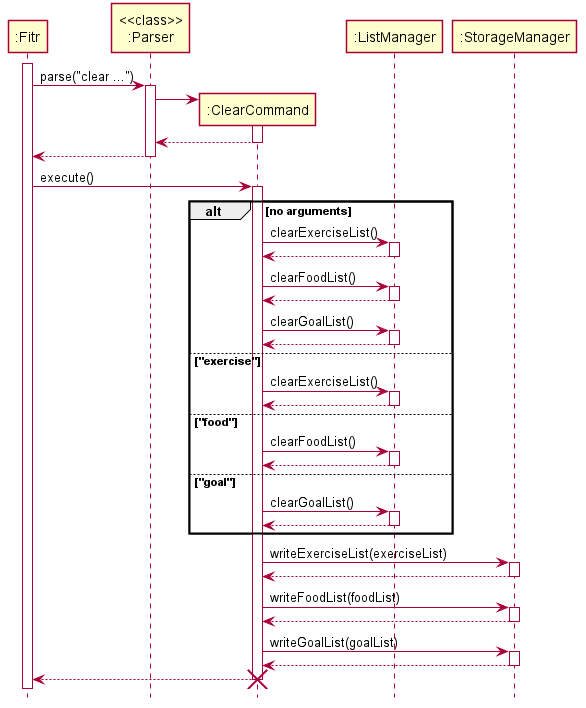 :Fitr
<<class>>
:Parser
:ListManager
:StorageManager
parse("clear ...")
:ClearCommand
execute()
alt
[no arguments]
clearExerciseList()
clearFoodList()
clearGoalList()
["exercise"]
clearExerciseList()
["food"]
clearFoodList()
["goal"]
clearGoalList()
writeExerciseList(exerciseList)
writeFoodList(foodList)
writeGoalList(goalList)